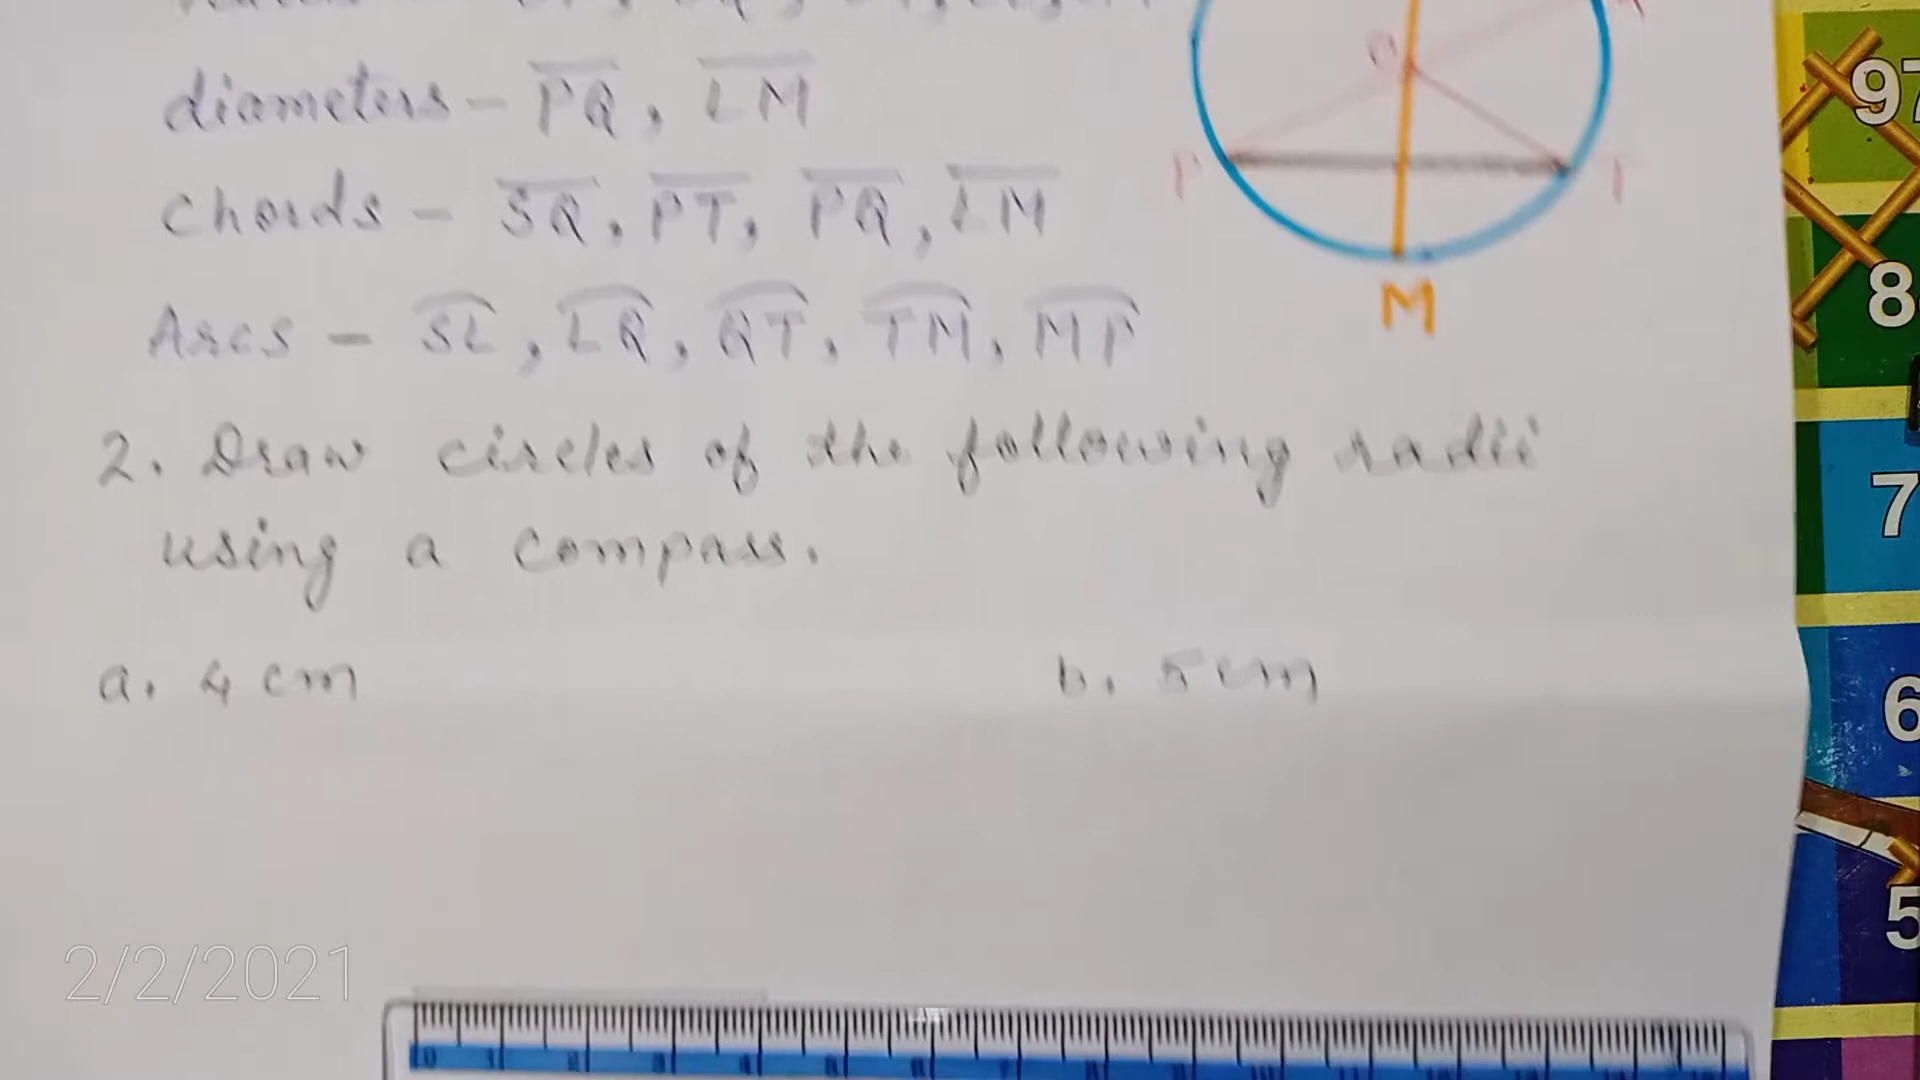 diameters - PQ, LM
chords - SQ, PT, PQ, LM
Arcs - SL, LQ, QT, TM, MP
O
P
T
M
2. Draw circles of the following radii
using a compass.
a. 4 cm
b. 5 cm
2/2/2021
97
8
7
6
5